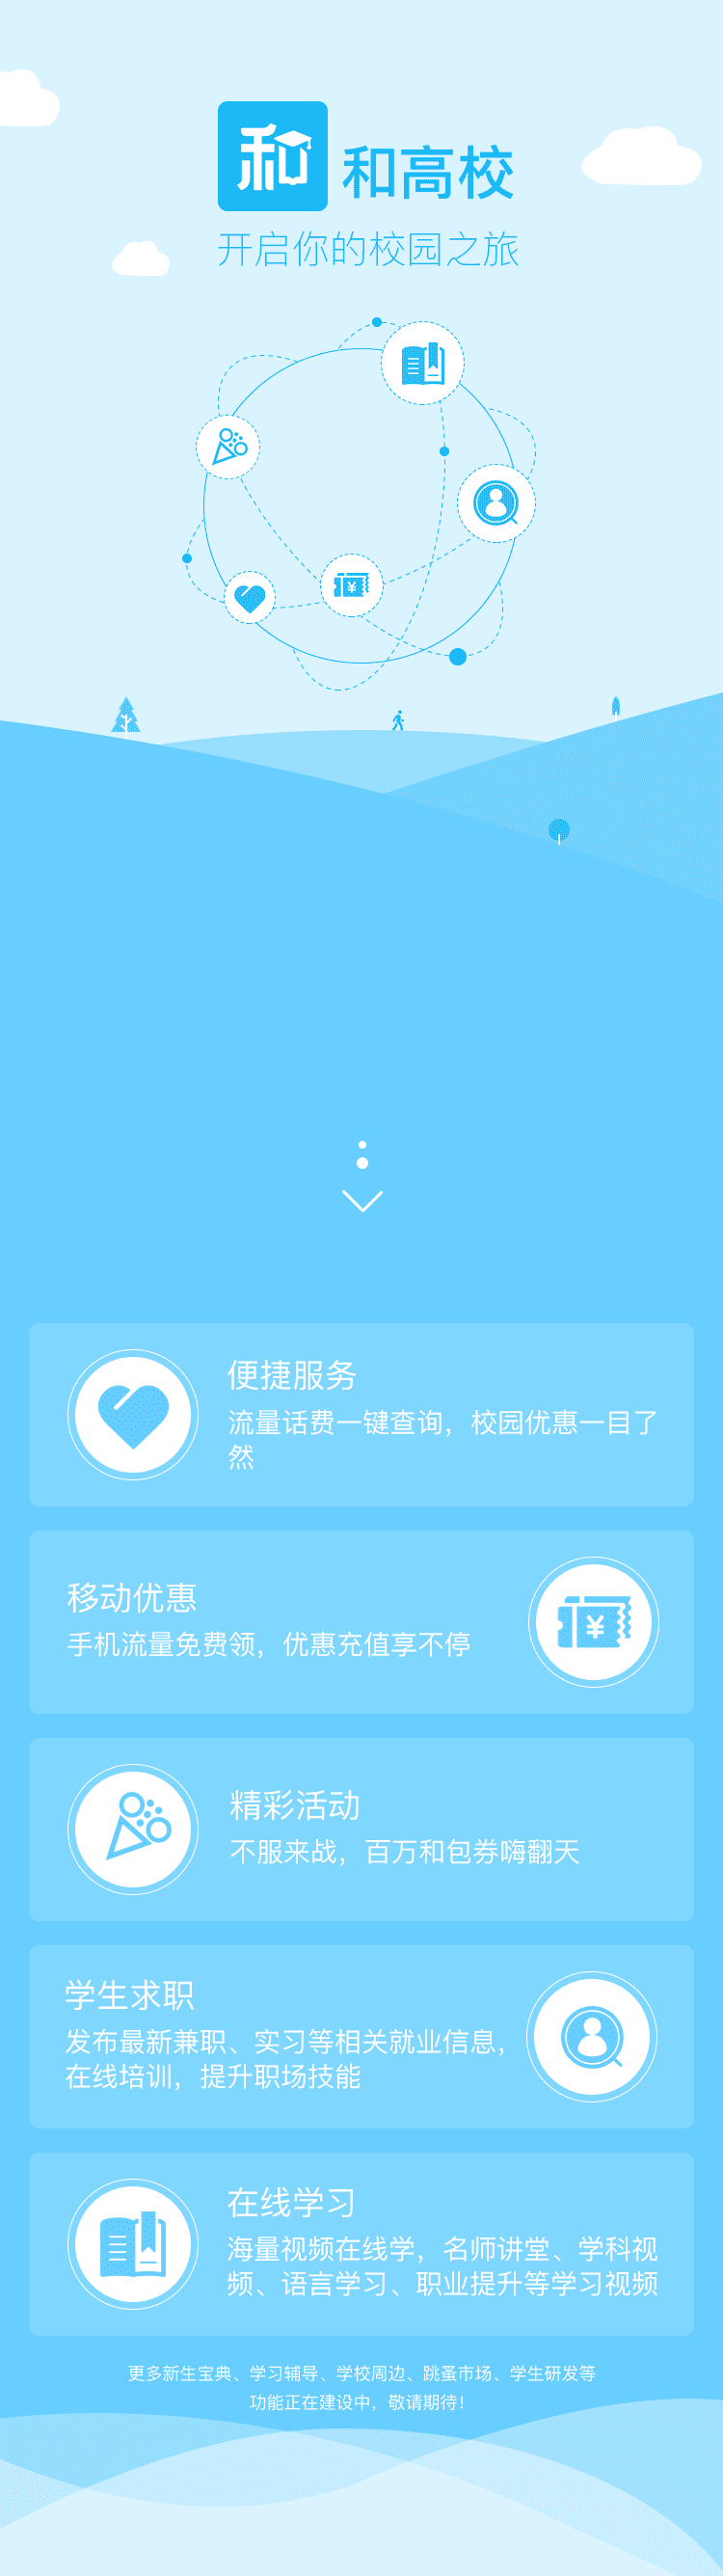 和
和高校
开启你的校园之旅
¥
便捷服务
流量话费一键查询，校园优惠一目了
然
移动优惠
手机流量免费领，优惠充值享不停
¥
精彩活动
不服来战，百万和包券嗨翻天
学生求职
发布最新兼职、实习等相关就业信息，
在线培训，提升职场技能
在线学习
海量视频在线学，名师讲堂、学科视
频、语言学习、职业提升等学习视频
更多新生宝典、学习辅导、学校周边、跳蚤市场、学生研发等
功能正在建设中，敬请期待！